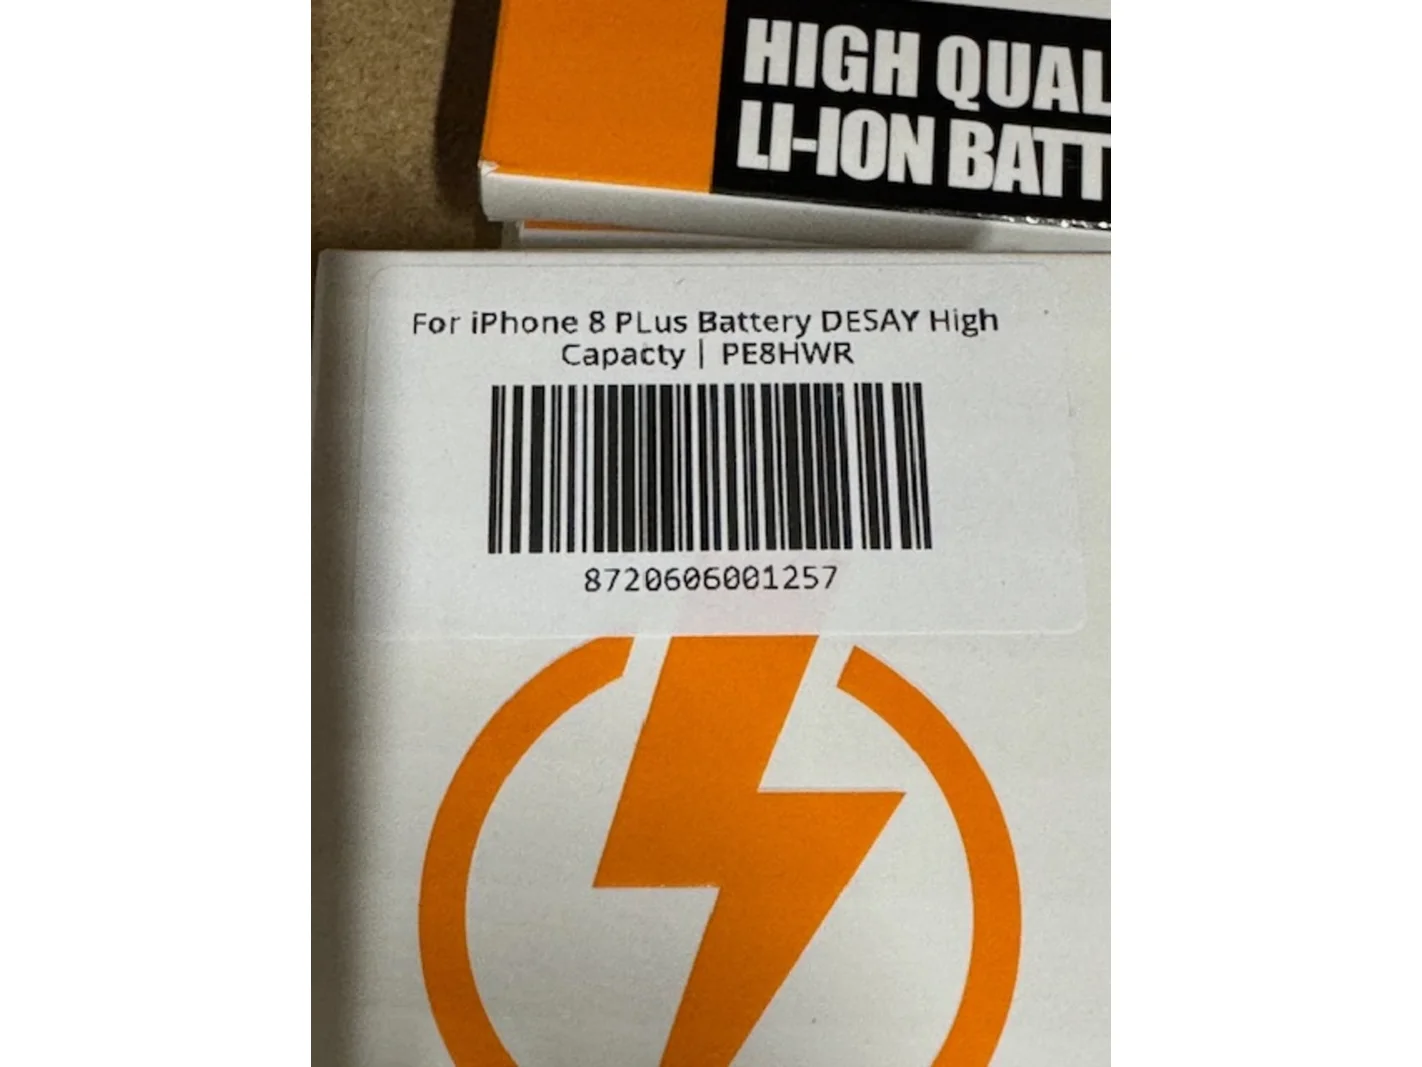 HIGH QUAL
LI-ION BATT
For iPhone 8 PLus Battery DESAY High
Capacty | PE8HWR
8720606001257